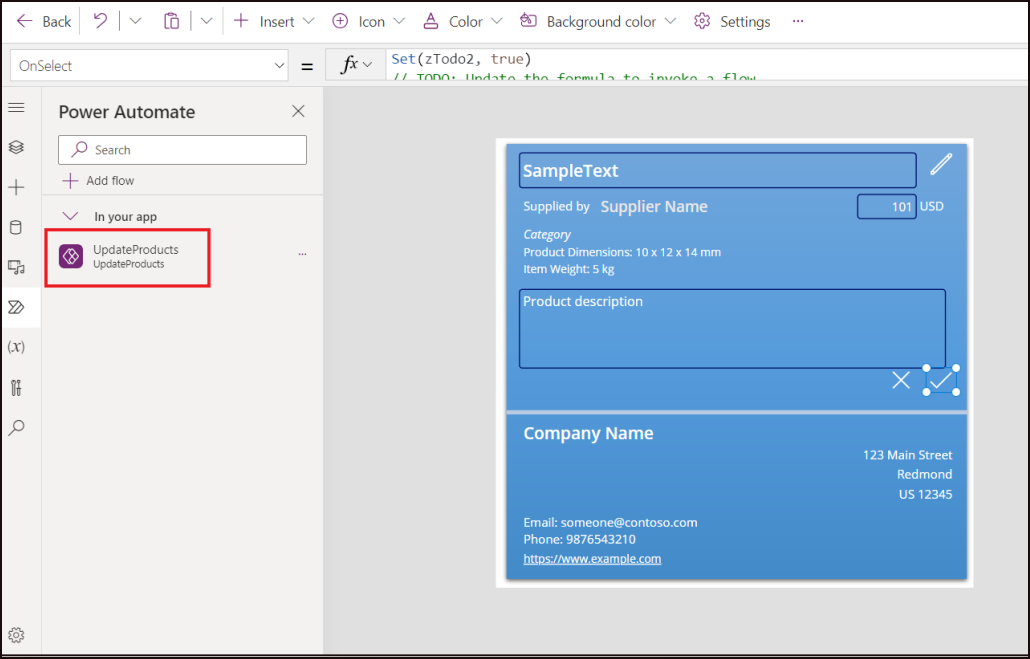 Back Insert Icon Color Background color Settings ...
OnSelect = fx Set(zTodo2, true)
// TODO: Update the formula to invoke a flow
Power Automate
Search
Add flow
In your app
UpdateProducts
UpdateProducts
...
(x)
SampleText
Supplied by Supplier Name 101 USD
Category
Product Dimensions: 10 x 12 x 14 mm
Item Weight: 5 kg
Product description
Company Name
123 Main Street
Redmond
US 12345
Email: someone@contoso.com
Phone: 9876543210
https://www.example.com